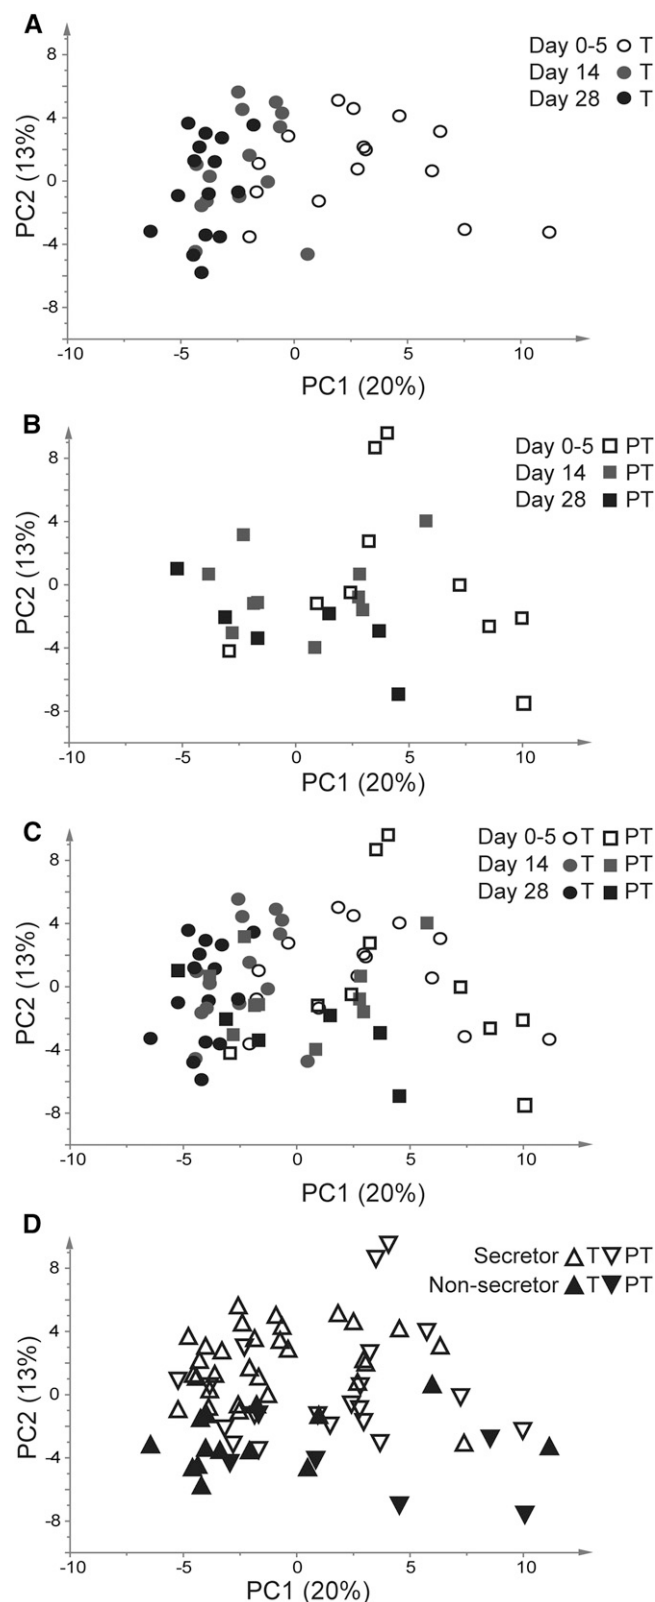 A
Day 0-5 T
Day 14 T
Day 28 T
8
4
0
-4
-8
PC2 (13%)
-10 -5 0 5 10
PC1 (20%)
B
Day 0-5 PT
Day 14 PT
Day 28 PT
8
4
0
-4
-8
PC2 (13%)
-10 -5 0 5 10
PC1 (20%)
C
Day 0-5 T PT
Day 14 T PT
Day 28 T PT
8
4
0
-4
-8
PC2 (13%)
-10 -5 0 5 10
PC1 (20%)
D
Secretor T PT
Non-secretor T PT
8
4
0
-4
-8
PC2 (13%)
-10 -5 0 5 10
PC1 (20%)